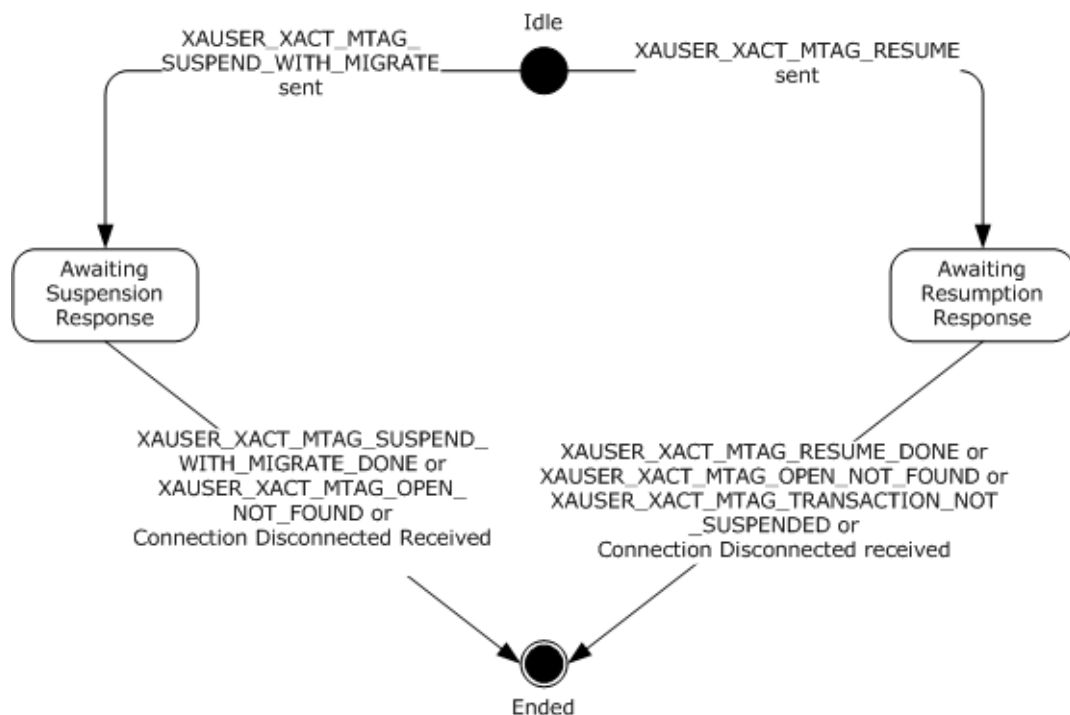 Idle
XAUSER_XACT_MTAG_
SUSPEND_WITH_MIGRATE
sent
XAUSER_XACT_MTAG_RESUME
sent
Awaiting
Suspension
Response
Awaiting
Resumption
Response
XAUSER_XACT_MTAG_SUSPEND_
WITH_MIGRATE_DONE or
XAUSER_XACT_MTAG_OPEN_
NOT_FOUND or
Connection Disconnected Received
XAUSER_XACT_MTAG_RESUME_DONE or
XAUSER_XACT_MTAG_OPEN_NOT_FOUND or
XAUSER_XACT_MTAG_TRANSACTION_NOT
_SUSPENDED or
Connection Disconnected received
Ended